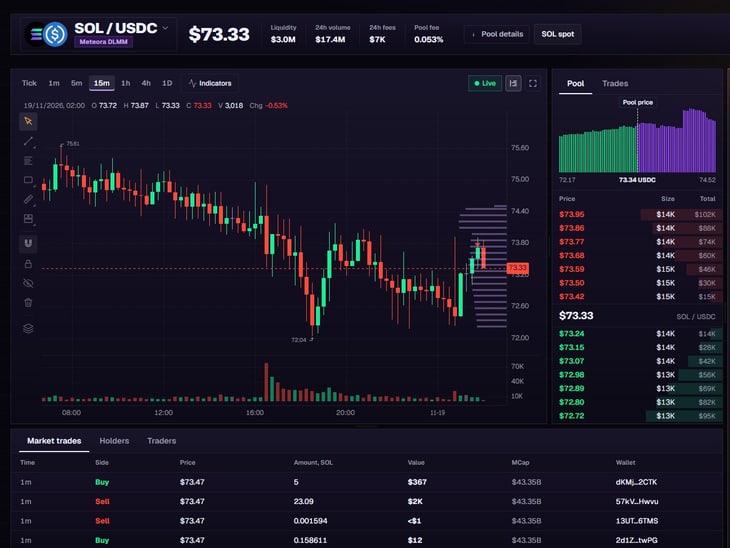 SOL / USDC
Meteora DLMM
$73.33
Liquidity
$3.0M
24h volume
$17.4M
24h fees
$7K
Pool fee
0.053%
Pool details
SOL spot
Tick 1m 5m 15m 1h 4h 1D Indicators
Live
19/11/2026, 02:00 O 73.72 H 73.87 L 73.33 C 73.33 V 3,018 Chg -0.53%
75.61
75.60
75.00
74.40
73.80
73.33
73.20
72.60
72.04
72.00
70K
40K
10K
08:00 12:00 16:00 20:00 11-19
Pool Trades
Pool price
72.17 73.34 USDC 74.52
Price Size Total
$73.95 $14K $102K
$73.86 $14K $88K
$73.77 $14K $74K
$73.68 $14K $60K
$73.59 $15K $46K
$73.50 $15K $30K
$73.42 $15K $15K
$73.33 SOL / USDC
$73.24 $14K $14K
$73.15 $14K $28K
$73.07 $14K $42K
$72.98 $13K $56K
$72.89 $13K $69K
$72.80 $13K $82K
$72.72 $13K $95K
Market trades Holders Traders
Time Side Price Amount, SOL Value MCap Wallet
1m Buy $73.47 5 $367 $43.35B dKMj...2CTK
1m Sell $73.47 23.09 $2K $43.35B 57kV...Hwvu
1m Sell $73.47 0.001594 <$1 $43.35B 13UT...6TMS
1m Buy $73.47 0.158611 $12 $43.35B 2d1Z...twPG